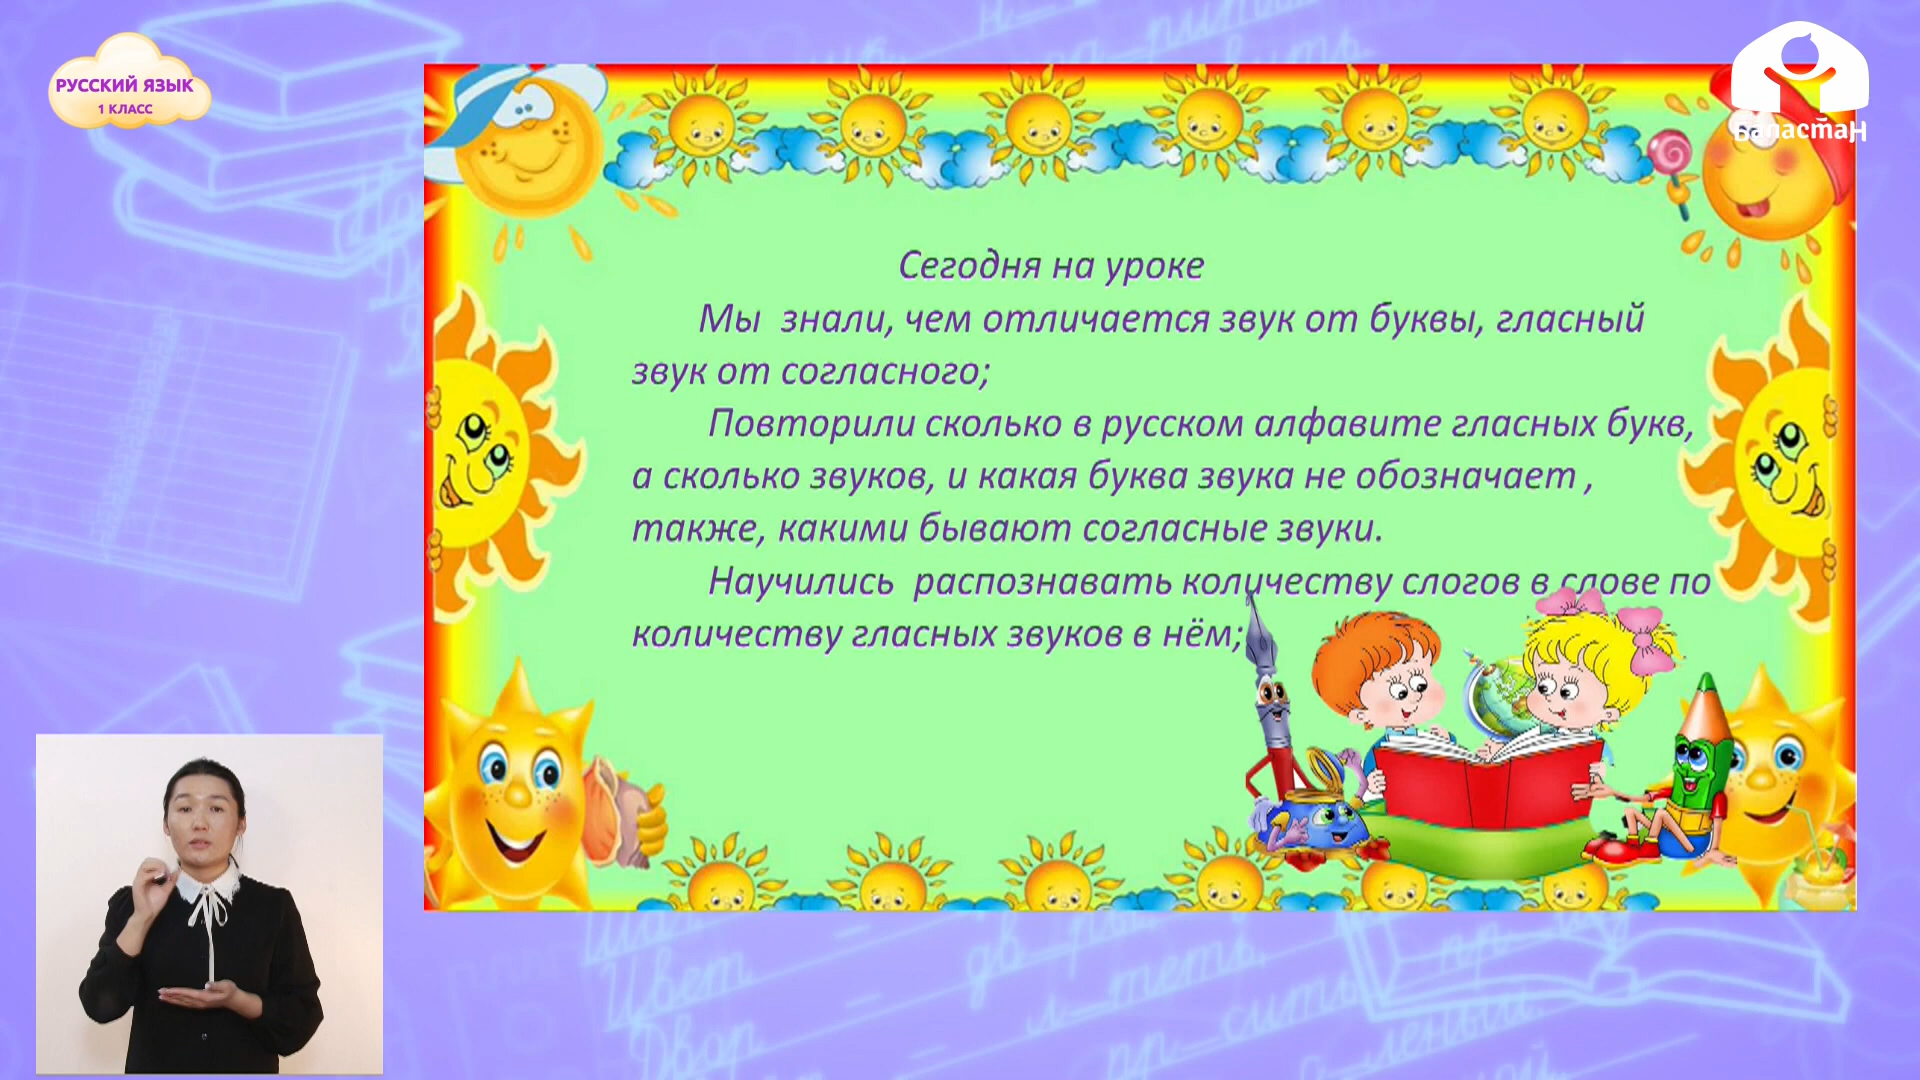 РУССКИЙ ЯЗЫК
1 КЛАСС
баластан
Сегодня на уроке
Мы знали, чем отличается звук от буквы, гласный
звук от согласного;
Повторили сколько в русском алфавите гласных букв,
а сколько звуков, и какая буква звука не обозначает ,
также, какими бывают согласные звуки.
Научились распознавать количеству слогов в слове по
количеству гласных звуков в нём;
Цвет
Двор